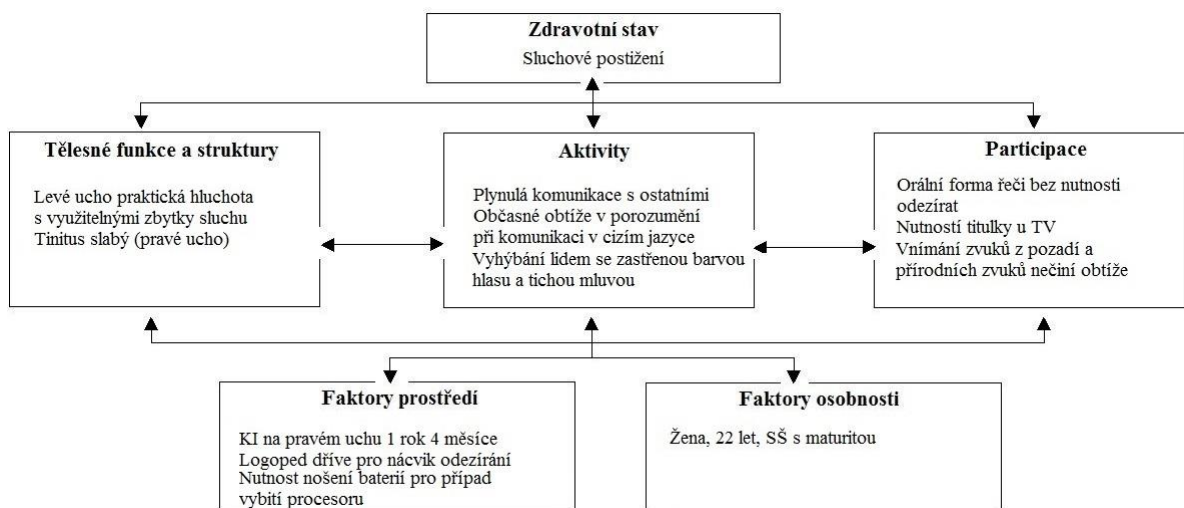 Zdravotní stav
Sluchové postižení
Tělesné funkce a struktury
Levé ucho praktická hluchota
s využitelnými zbytky sluchu
Tinitus slabý (pravé ucho)
Aktivity
Plynulá komunikace s ostatními
Občasné obtíže v porozumění
při komunikaci v cizím jazyce
Vyhýbání lidem se zastřenou barvou
hlasu a tichou mluvou
Participace
Orální forma řeči bez nutnosti
odezírat
Nutností titulky u TV
Vnímání zvuků z pozadí a
přírodních zvuků nečiní obtíže
Faktory prostředí
KI na pravém uchu 1 rok 4 měsíce
Logoped dříve pro nácvik odezírání
Nutnost nošení baterií pro případ
vybití procesoru
Faktory osobnosti
Žena, 22 let, SŠ s maturitou